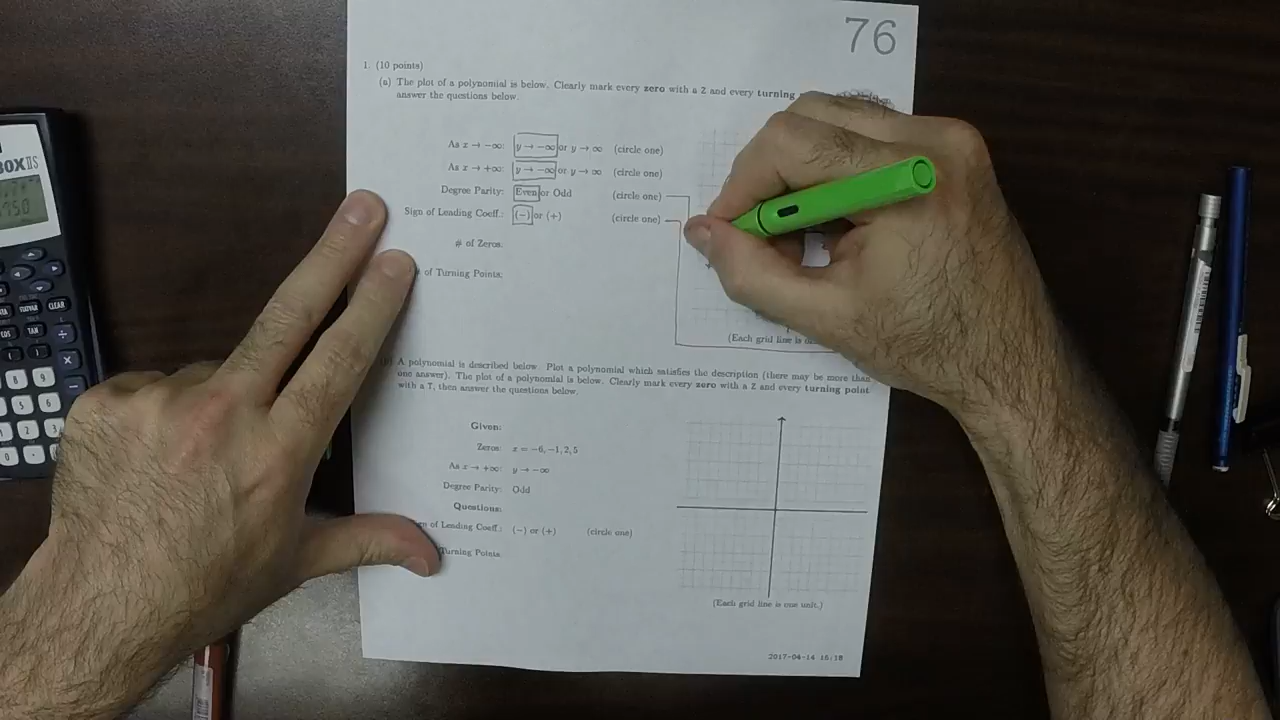 76
1. (10 points)
(a) The plot of a polynomial is below. Clearly mark every zero with a Z and every turning
answer the questions below.
As x → −∞: y → −∞ or y → ∞ (circle one)
As x → +∞: y → −∞ or y → ∞ (circle one)
Degree Parity: Even or Odd (circle one)
Sign of Leading Coeff.: (−) or (+) (circle one)
# of Zeros:
of Turning Points:
(Each grid line is
A polynomial is described below. Plot a polynomial which satisfies the description (there may be more than
one answer). The plot of a polynomial is below. Clearly mark every zero with a Z and every turning point
with a T, then answer the questions below.
Given:
Zeros: x = −6, −1, 2, 5
As x → +∞: y → −∞
Degree Parity: Odd
Questions:
of Leading Coeff.: (−) or (+) (circle one)
Turning Points:
(Each grid line is one unit.)
2017-04-14 15:18
IIS
CLEAR
TAN